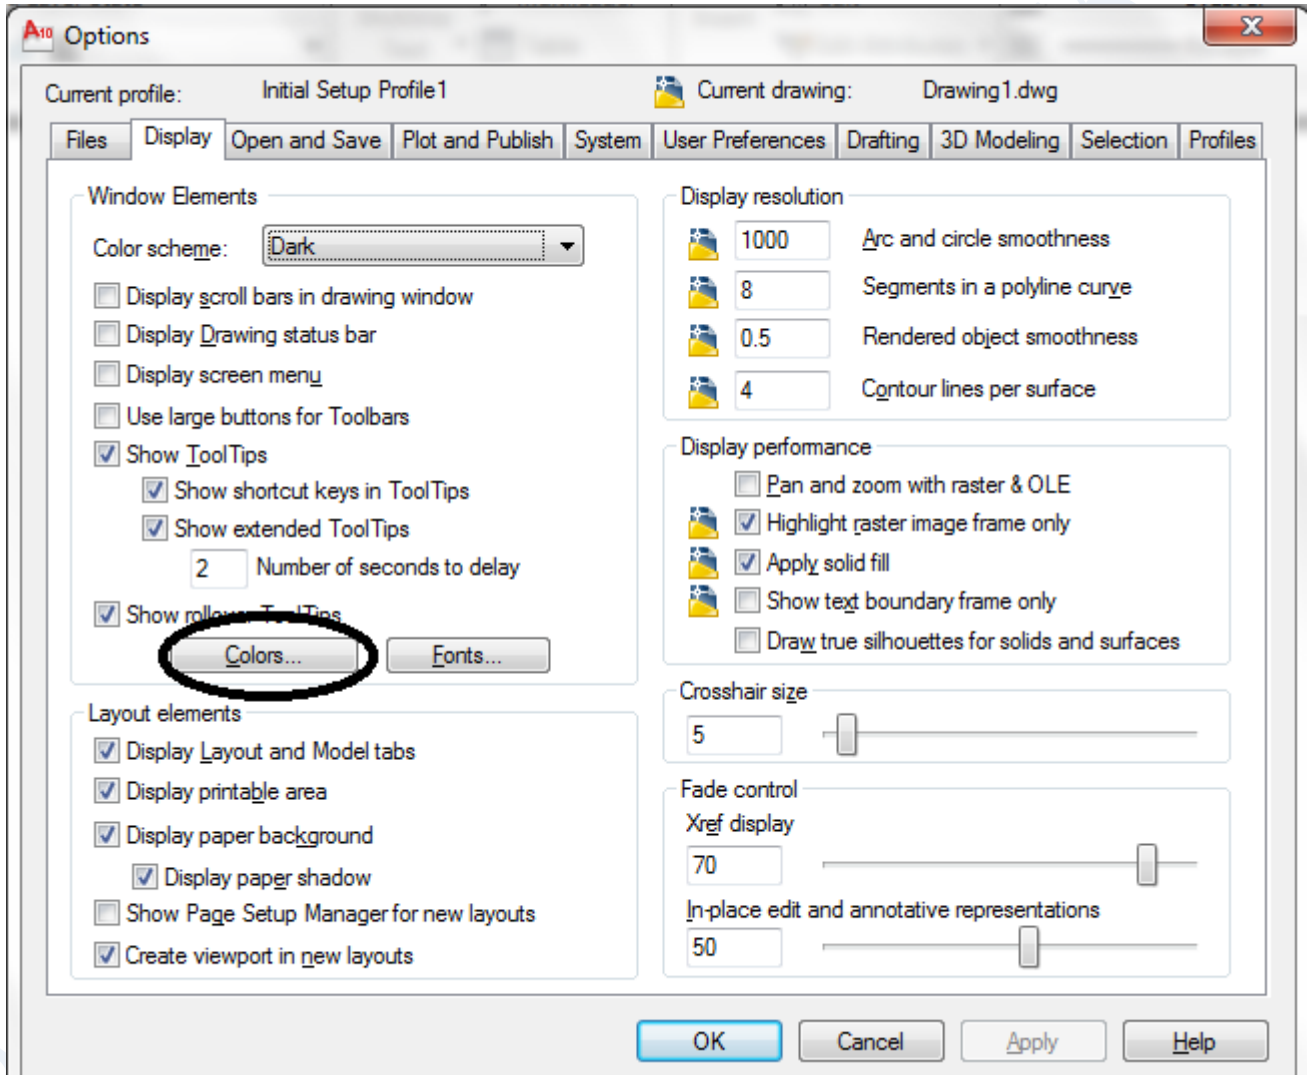 A10 Options X
Current profile: Initial Setup Profile1 Current drawing: Drawing1.dwg
Files Display Open and Save Plot and Publish System User Preferences Drafting 3D Modeling Selection Profiles
Window Elements
Color scheme: Dark
Display scroll bars in drawing window
Display Drawing status bar
Display screen menu
Use large buttons for Toolbars
Show ToolTips
Show shortcut keys in ToolTips
Show extended ToolTips
2 Number of seconds to delay
Show rollover ToolTips
Colors... Fonts...
Layout elements
Display Layout and Model tabs
Display printable area
Display paper background
Display paper shadow
Show Page Setup Manager for new layouts
Create viewport in new layouts
Display resolution
1000 Arc and circle smoothness
8 Segments in a polyline curve
0.5 Rendered object smoothness
4 Contour lines per surface
Display performance
Pan and zoom with raster & OLE
Highlight raster image frame only
Apply solid fill
Show text boundary frame only
Draw true silhouettes for solids and surfaces
Crosshair size
5
Fade control
Xref display
70
In-place edit and annotative representations
50
OK Cancel Apply Help